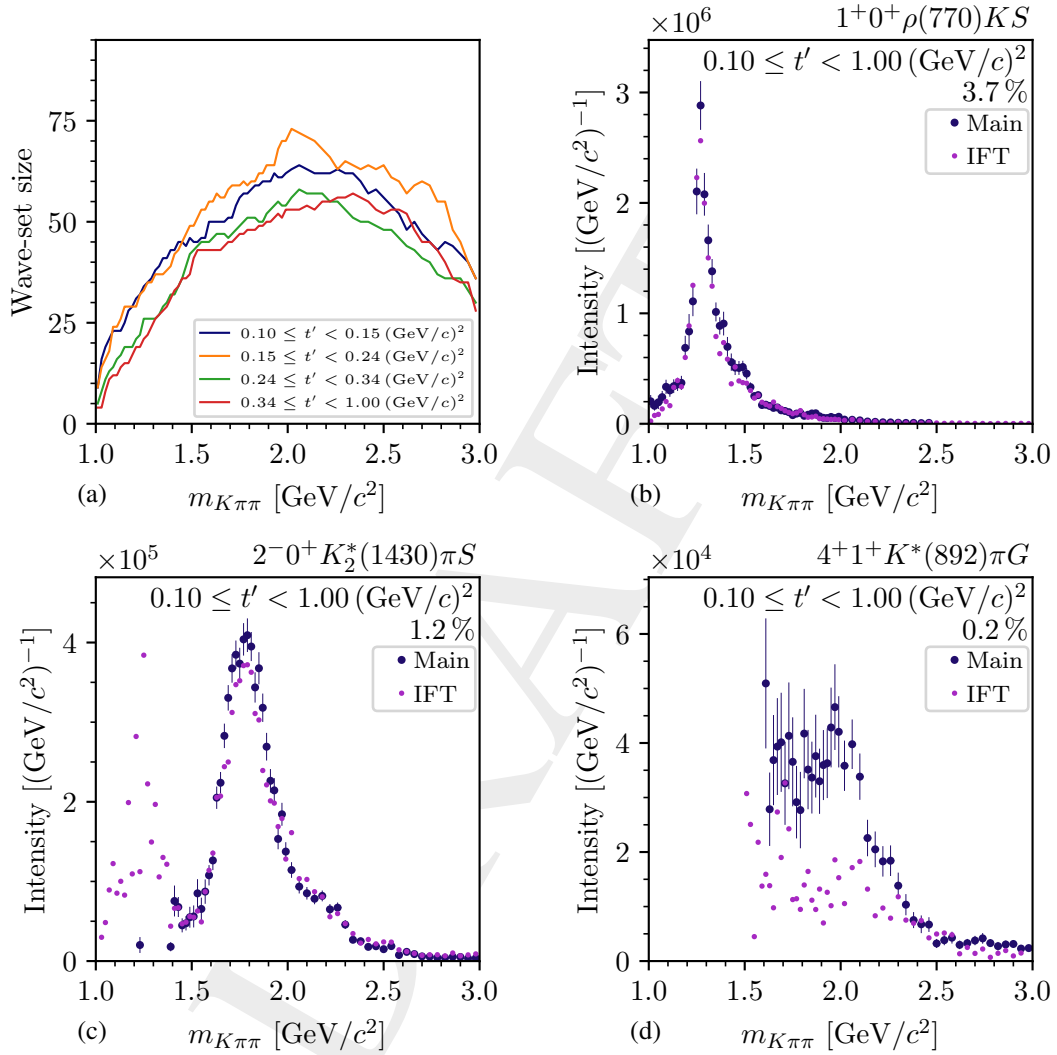 Wave-set size
75
50
25
0
1.0 1.5 2.0 2.5 3.0
0.10 ≤ t′ < 0.15 (GeV/c)²
0.15 ≤ t′ < 0.24 (GeV/c)²
0.24 ≤ t′ < 0.34 (GeV/c)²
0.34 ≤ t′ < 1.00 (GeV/c)²
(a) m_{Kππ} [GeV/c²]
×10⁶ 1⁺0⁺ρ(770)KS
0.10 ≤ t′ < 1.00 (GeV/c)²
3.7 %
Main
IFT
Intensity [(GeV/c²)⁻¹]
3
2
1
0
1.0 1.5 2.0 2.5 3.0
(b) m_{Kππ} [GeV/c²]
×10⁵ 2⁻0⁺K₂*(1430)πS
0.10 ≤ t′ < 1.00 (GeV/c)²
1.2 %
Main
IFT
Intensity [(GeV/c²)⁻¹]
4
2
0
1.0 1.5 2.0 2.5 3.0
(c) m_{Kππ} [GeV/c²]
×10⁴ 4⁺1⁺K*(892)πG
0.10 ≤ t′ < 1.00 (GeV/c)²
0.2 %
Main
IFT
Intensity [(GeV/c²)⁻¹]
6
4
2
0
1.0 1.5 2.0 2.5 3.0
(d) m_{Kππ} [GeV/c²]
DRAFT